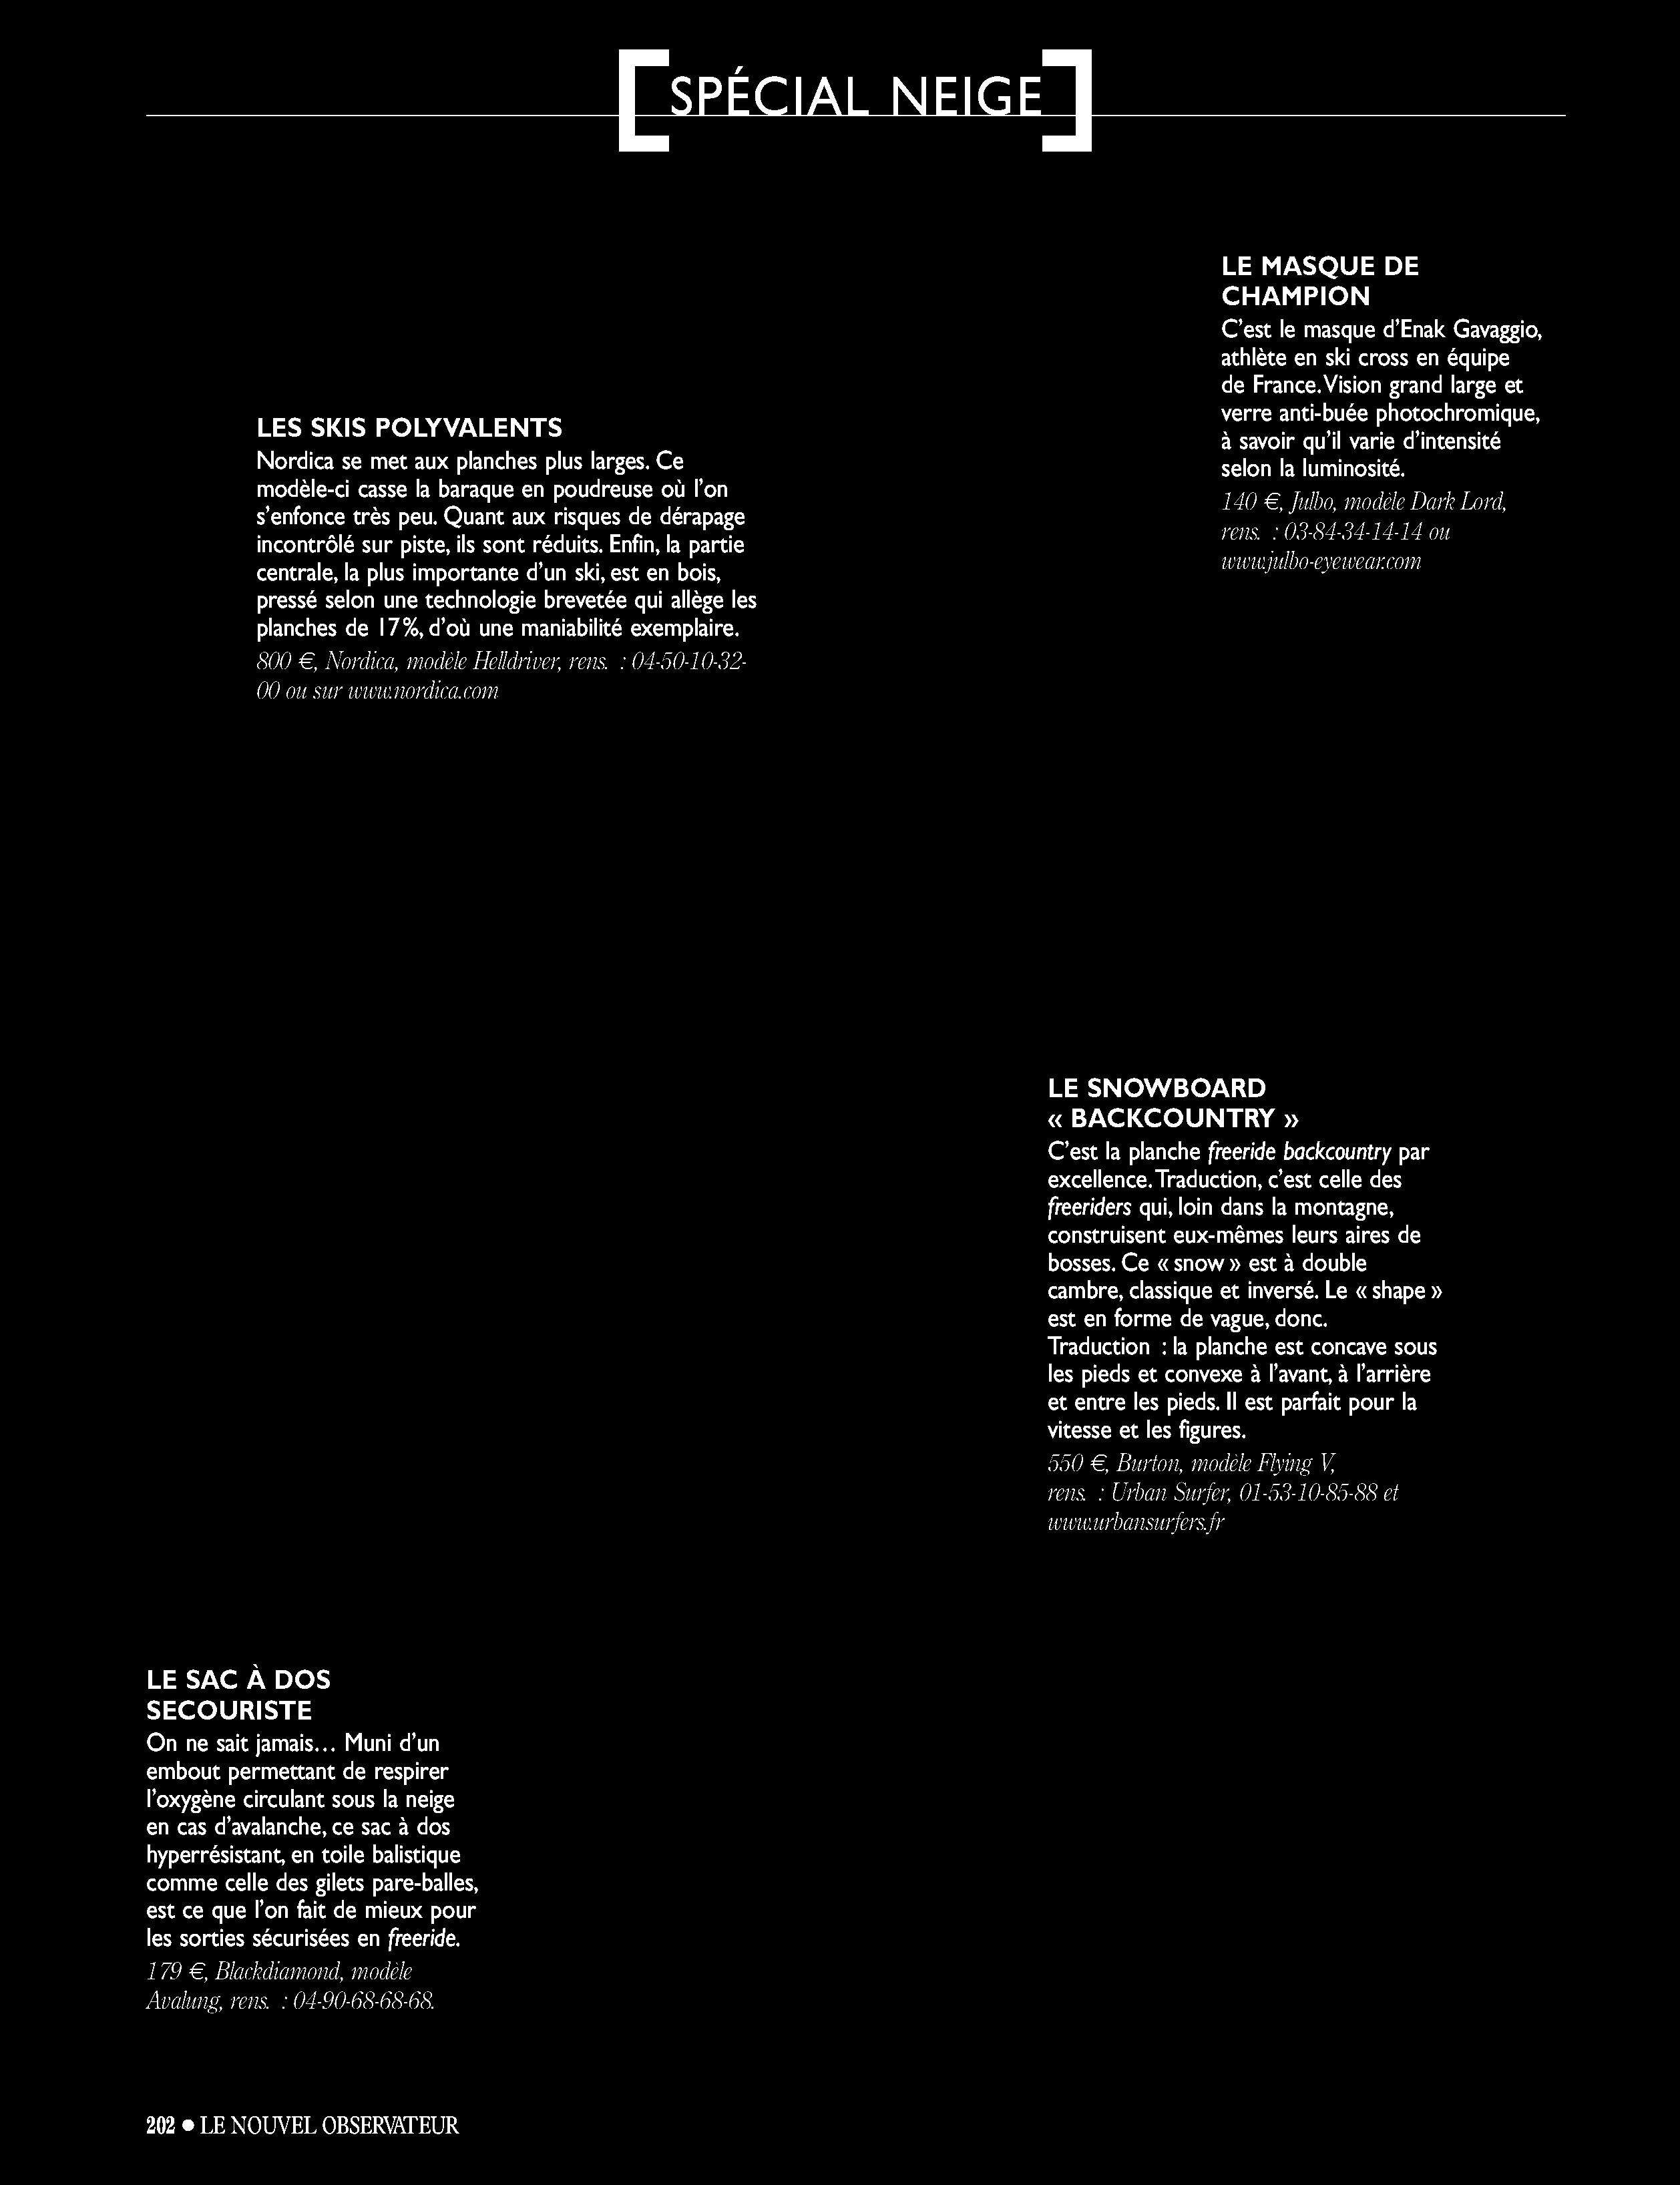 SPÉCIAL NEIGE
LES SKIS POLYVALENTS
Nordica se met aux planches plus larges. Ce
modèle-ci casse la baraque en poudreuse où l’on
s’enfonce très peu. Quant aux risques de dérapage
incontrôlé sur piste, ils sont réduits. Enfin, la partie
centrale, la plus importante d’un ski, est en bois,
pressé selon une technologie brevetée qui allège les
planches de 17%, d’où une maniabilité exemplaire.
800 €, Nordica, modèle Helldriver, rens. : 04-50-10-32-
00 ou sur www.nordica.com
LE MASQUE DE
CHAMPION
C’est le masque d’Enak Gavaggio,
athlète en ski cross en équipe
de France. Vision grand large et
verre anti-buée photochromique,
à savoir qu’il varie d’intensité
selon la luminosité.
140 €, Julbo, modèle Dark Lord,
rens. : 03-84-34-14-14 ou
www.julbo-eyewear.com
LE SNOWBOARD
« BACKCOUNTRY »
C’est la planche freeride backcountry par
excellence. Traduction, c’est celle des
freeriders qui, loin dans la montagne,
construisent eux-mêmes leurs aires de
bosses. Ce « snow » est à double
cambre, classique et inversé. Le « shape »
est en forme de vague, donc.
Traduction : la planche est concave sous
les pieds et convexe à l’avant, à l’arrière
et entre les pieds. Il est parfait pour la
vitesse et les figures.
550 €, Burton, modèle Flying V,
rens. : Urban Surfer, 01-53-10-85-88 et
www.urbansurfers.fr
LE SAC À DOS
SECOURISTE
On ne sait jamais… Muni d’un
embout permettant de respirer
l’oxygène circulant sous la neige
en cas d’avalanche, ce sac à dos
hyperrésistant, en toile balistique
comme celle des gilets pare-balles,
est ce que l’on fait de mieux pour
les sorties sécurisées en freeride.
179 €, Blackdiamond, modèle
Avalung, rens. : 04-90-68-68-68.
202 ● LE NOUVEL OBSERVATEUR